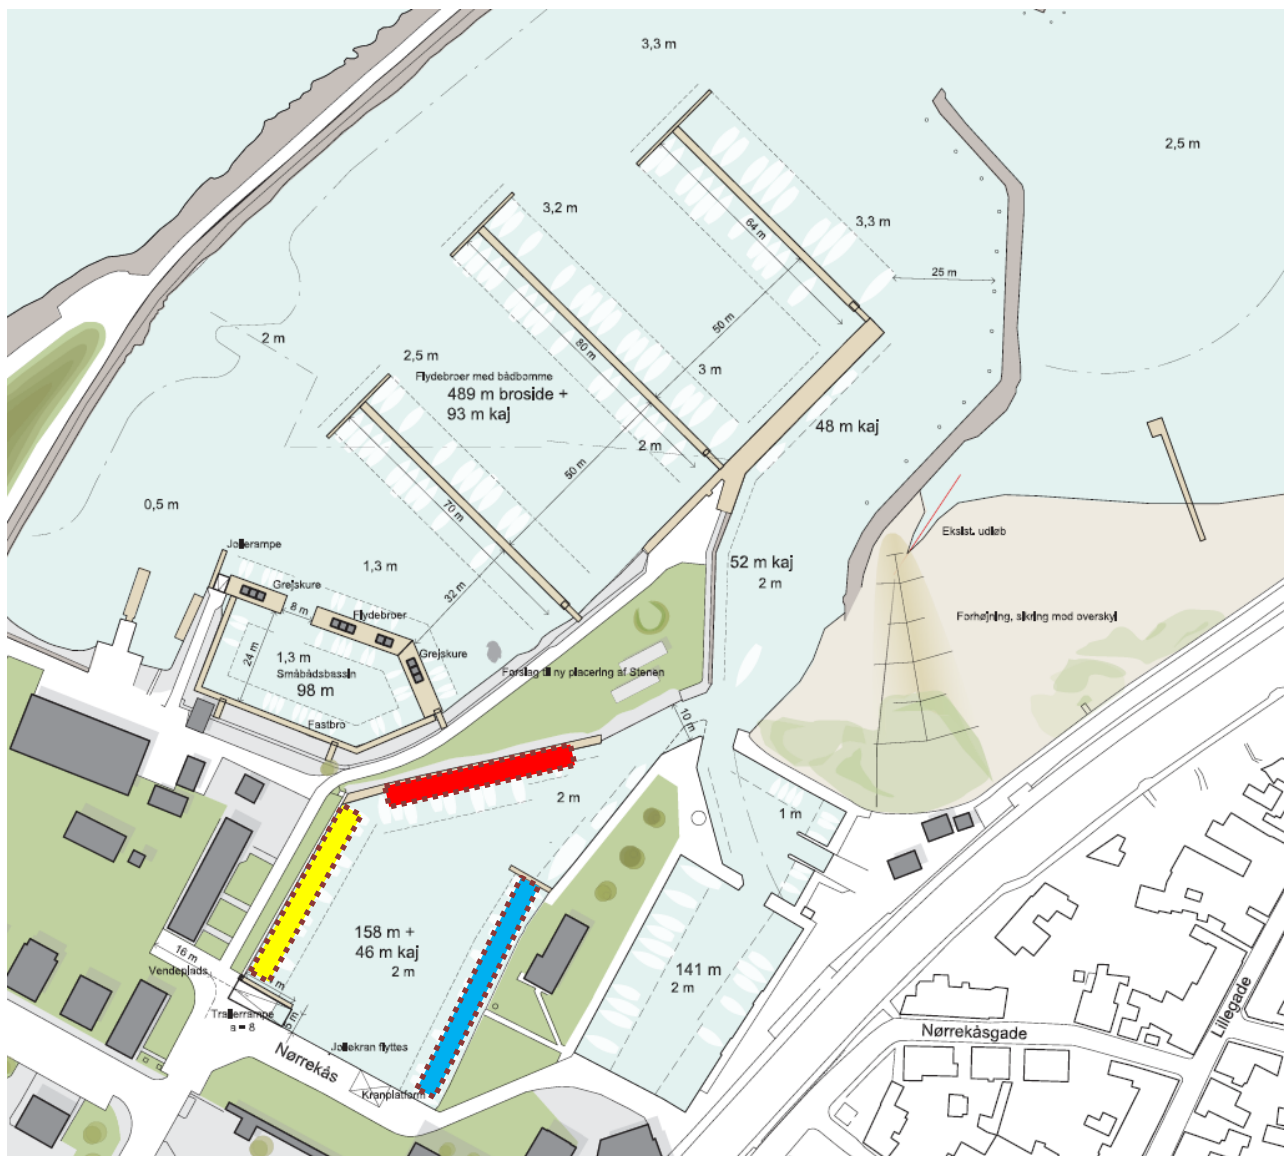 3,3 m
2,5 m
3,2 m
3,3 m
64 m
25 m
50 m
2 m
80 m
2,5 m
3 m
Flydebroer med bådbomme
489 m broside +
93 m kaj
48 m kaj
2 m
50 m
70 m
0,5 m
Eksist. udløb
Jollerampe
52 m kaj
2 m
1,3 m
Grejskure
32 m
8 m
Flydebroer
Forhøjning, sikring mod overskyl
24 m
1,3 m
Småbådsbassin
98 m
Grejskure
Forslag til ny placering af Stenen
10 m
Fastbro
2 m
1 m
158 m +
46 m kaj
2 m
16 m
Vendeplads
141 m
2 m
m
Trailerrampe
a = 8
5 m
Nørrekåsgade
Lillegade
Jollekran flyttes
Nørrekås
Kranplatform